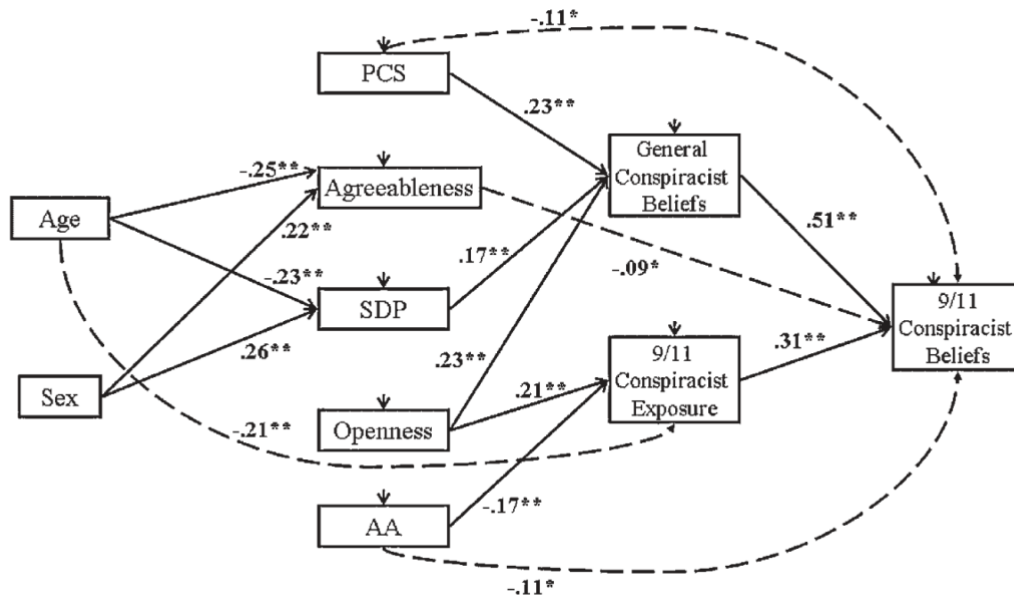 -.11*
PCS
.23**
General
Conspiracist
Beliefs
-.25**
Agreeableness
Age
.22**
.51**
.17**
-.09*
-.23**
SDP
9/11
Conspiracist
Beliefs
.26**
.31**
9/11
Conspiracist
Exposure
.23**
Sex
.21**
Openness
-.21**
-.17**
AA
-.11*